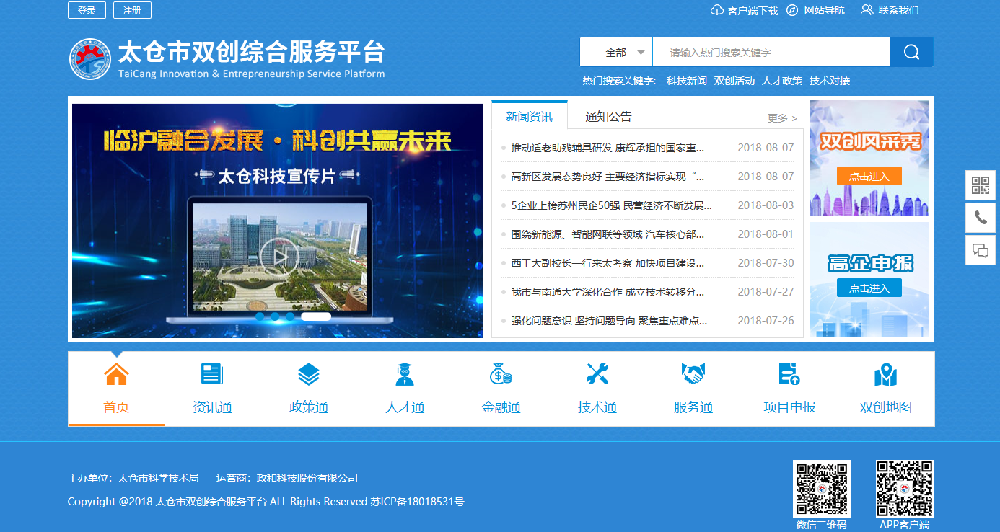 登录 注册 客户端下载 网站导航 联系我们
太仓市双创综合服务平台
TaiCang Innovation & Entrepreneurship Service Platform
全部 请输入热门搜索关键字
热门搜索关键字: 科技新闻 双创活动 人才政策 技术对接
临沪融合发展·科创共赢未来
太仓科技宣传片
新闻资讯 通知公告 更多 >
推动适老助残辅具研发 康辉承担的国家重... 2018-08-07
高新区发展态势良好 主要经济指标实现“... 2018-08-07
5企业上榜苏州民企50强 民营经济不断发展... 2018-08-03
围绕新能源、智能网联等领域 汽车核心部... 2018-08-01
西工大副校长一行来太考察 加快项目建设... 2018-07-30
我市与南通大学深化合作 成立技术转移分... 2018-07-27
强化问题意识 坚持问题导向 聚焦重点难点... 2018-07-26
双创风采秀
点击进入
高企申报
点击进入
首页 资讯通 政策通 人才通 金融通 技术通 服务通 项目申报 双创地图
主办单位：太仓市科学技术局 运营商：政和科技股份有限公司
Copyright @2018 太仓市双创综合服务平台 ALL Rights Reserved 苏ICP备18018531号
微信二维码 APP客户端